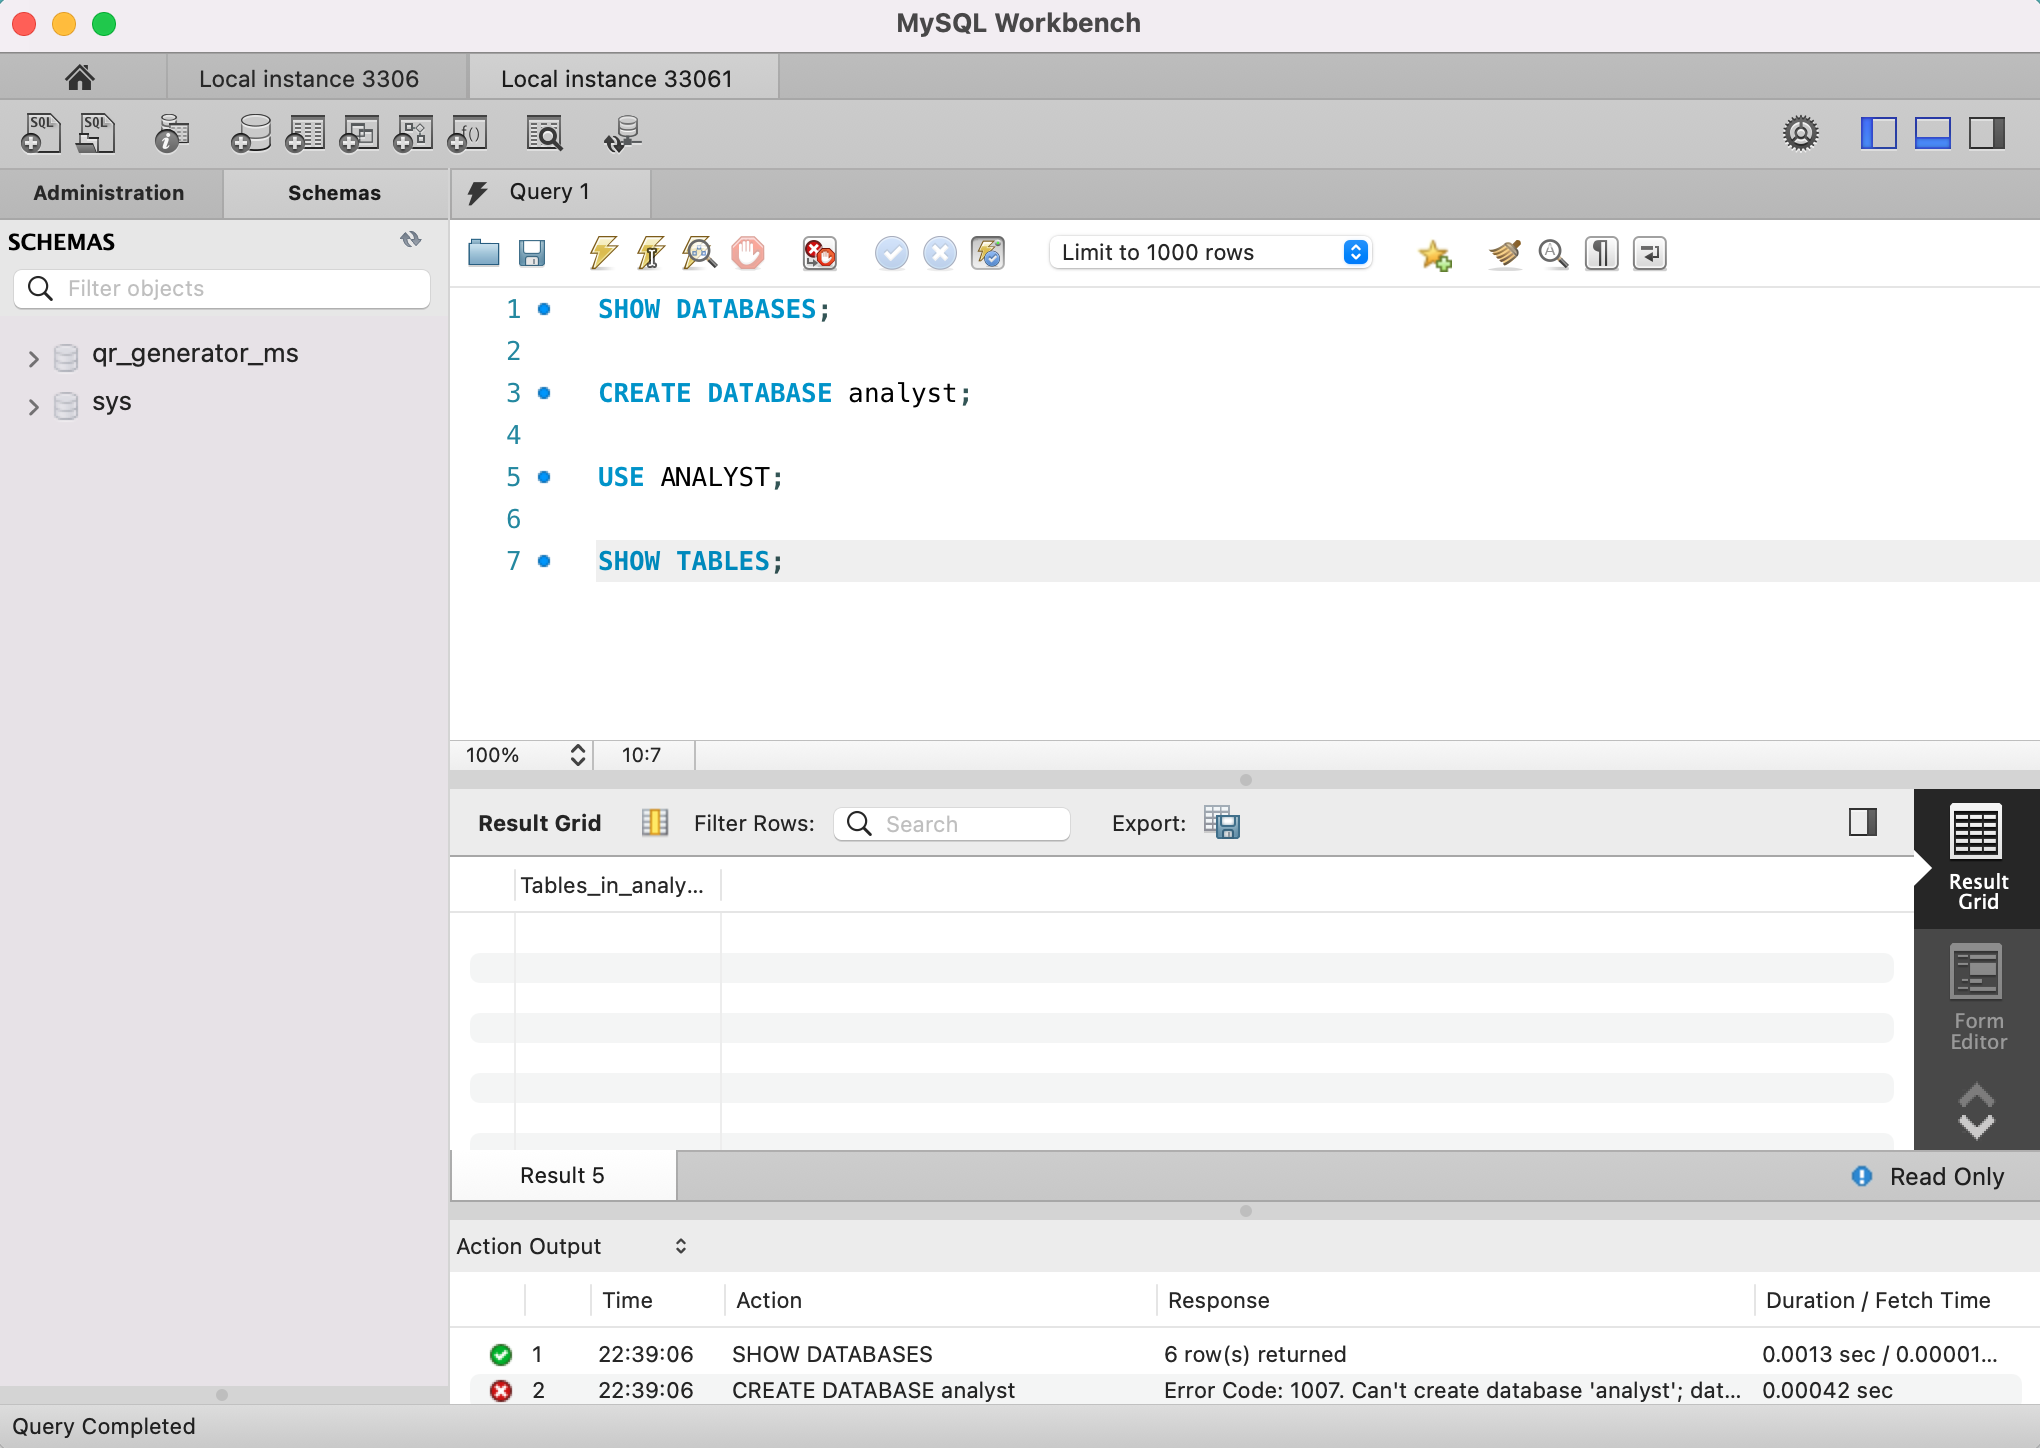 MySQL Workbench
Local instance 3306
Local instance 33061
SQL
SQL
f()
Administration
Schemas
Query 1
SCHEMAS
Filter objects
qr_generator_ms
sys
Limit to 1000 rows
1 SHOW DATABASES;
2
3 CREATE DATABASE analyst;
4
5 USE ANALYST;
6
7 SHOW TABLES;
100%
10:7
Result Grid
Filter Rows:
Search
Export:
Tables_in_analy...
Result
Grid
Form
Editor
Result 5
Read Only
Action Output
Time Action Response Duration / Fetch Time
1 22:39:06 SHOW DATABASES 6 row(s) returned 0.0013 sec / 0.00001...
2 22:39:06 CREATE DATABASE analyst Error Code: 1007. Can't create database 'analyst'; dat... 0.00042 sec
Query Completed